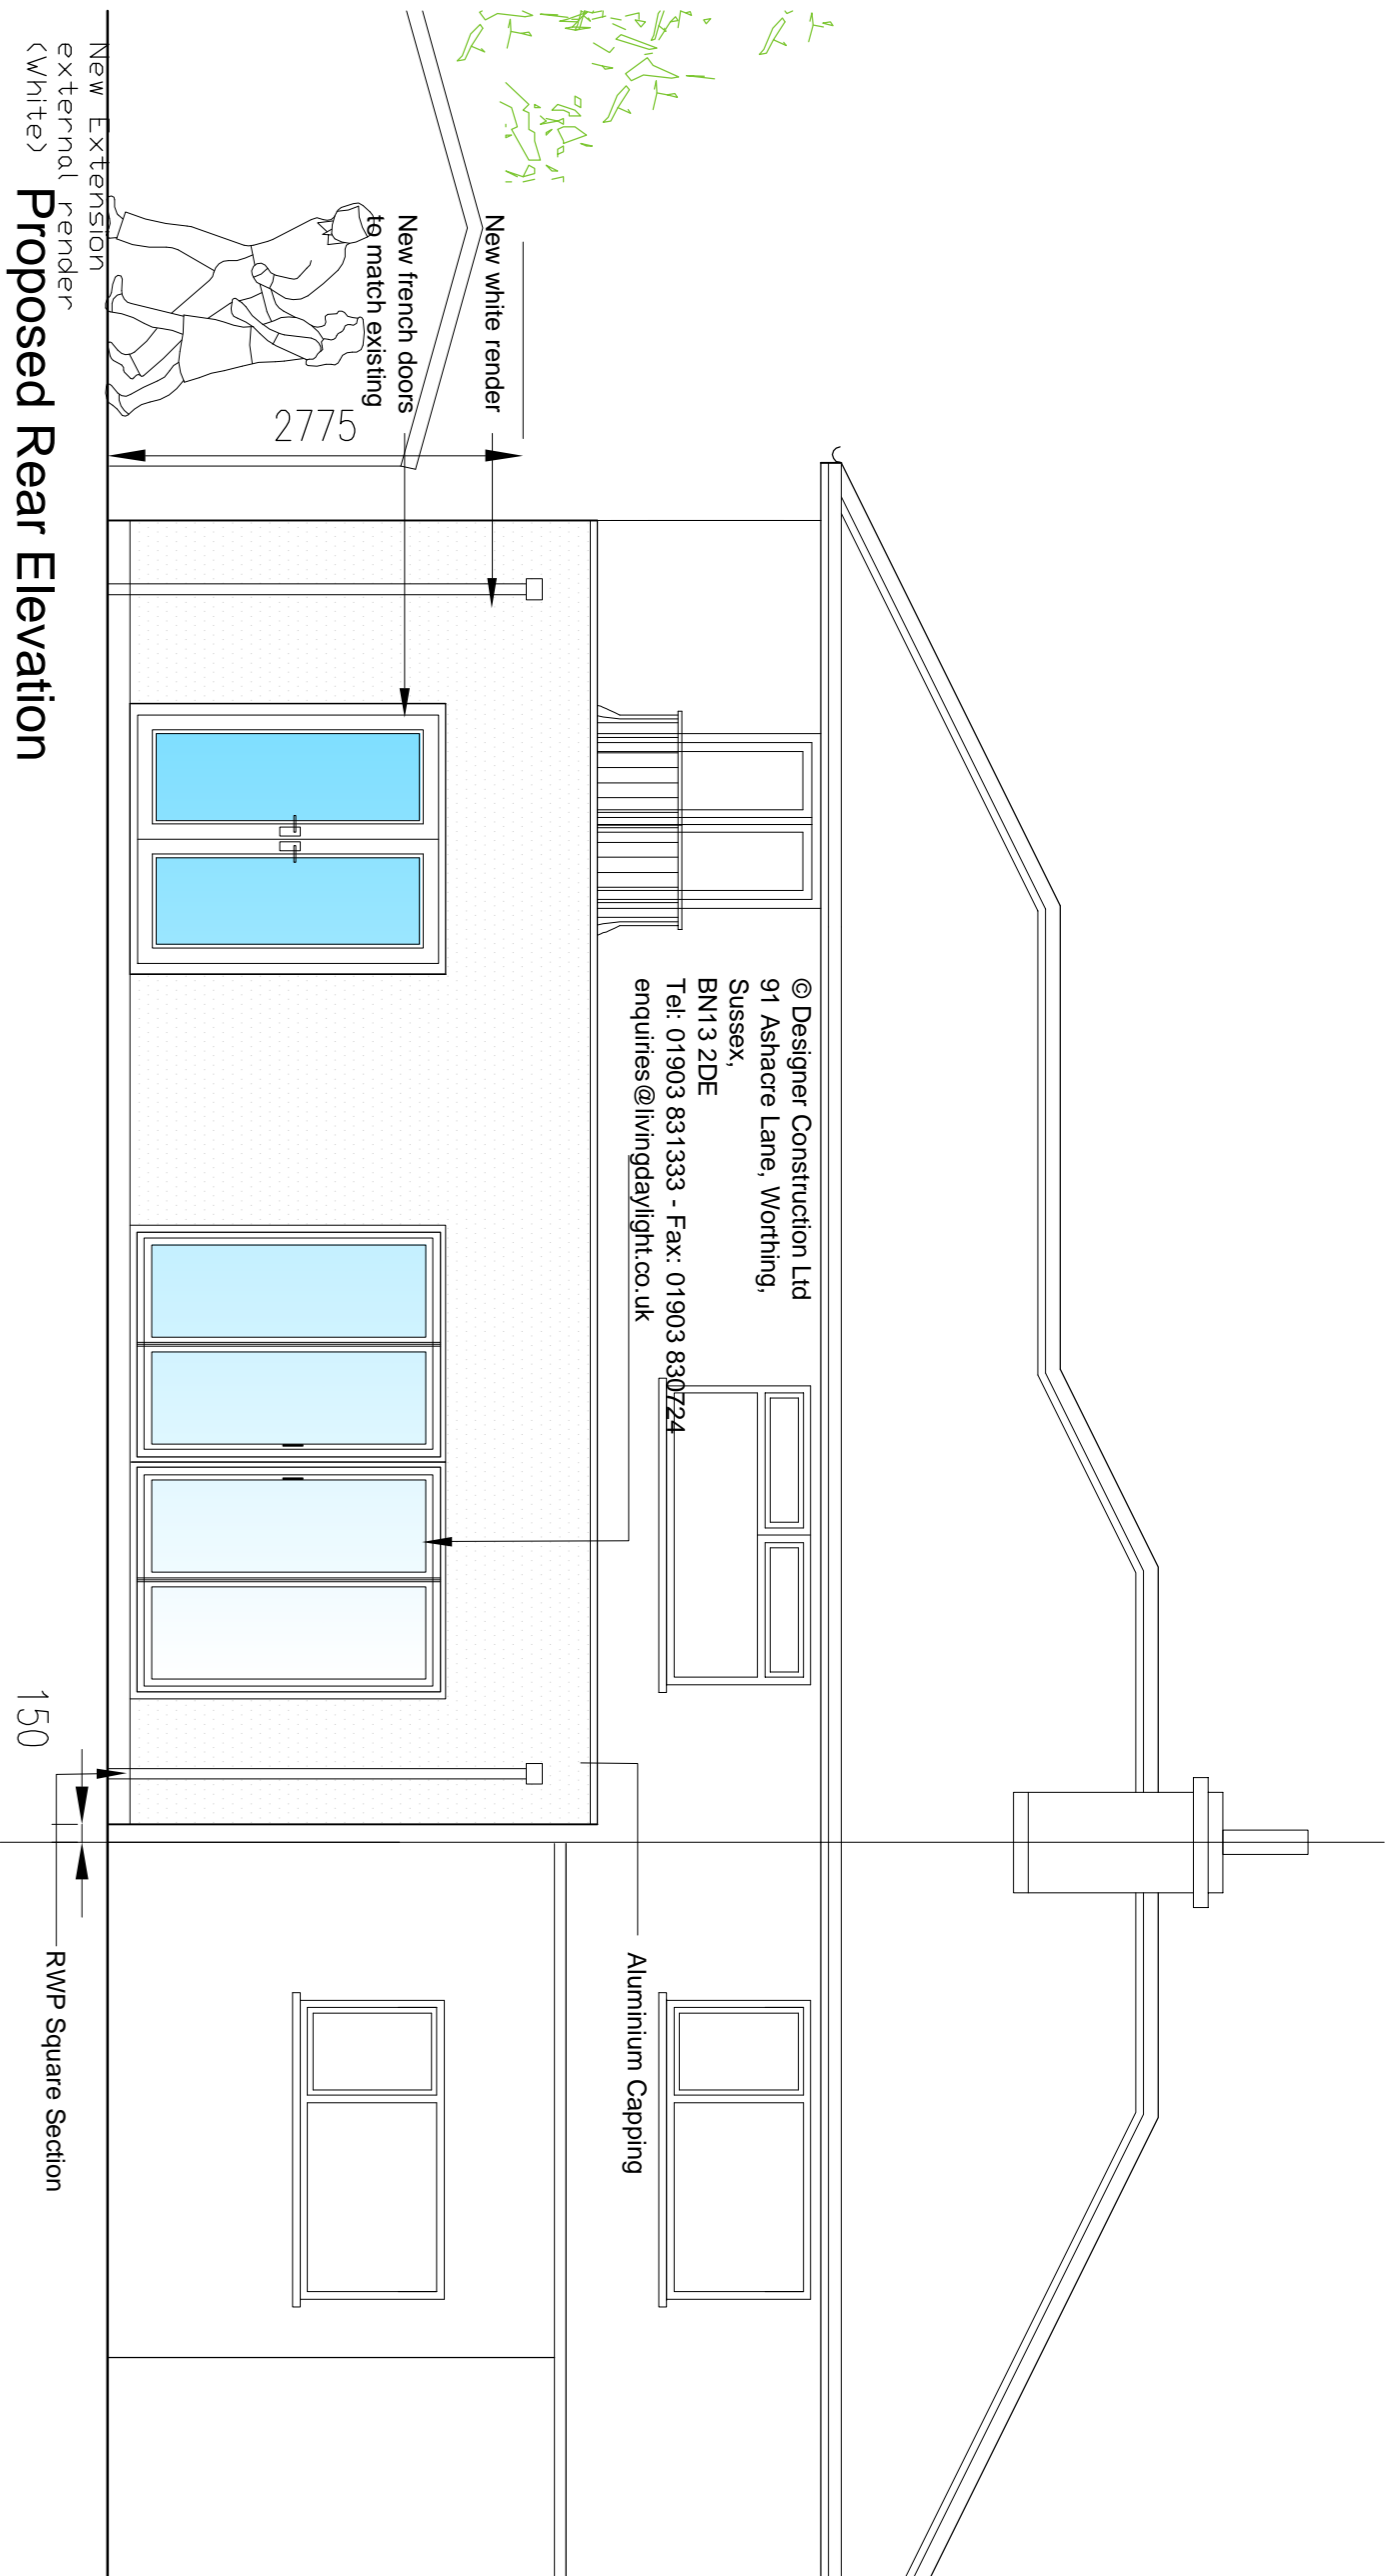 © Designer Construction Ltd
91 Ashacre Lane, Worthing,
Sussex,
BN13 2DE
Tel: 01903 831333 - Fax: 01903 830724
enquiries@livingdaylight.co.uk
New white render
New french doors
to match existing
2775
Aluminium Capping
New Extension
external render
(White)
Proposed Rear Elevation
150
RWP Square Section